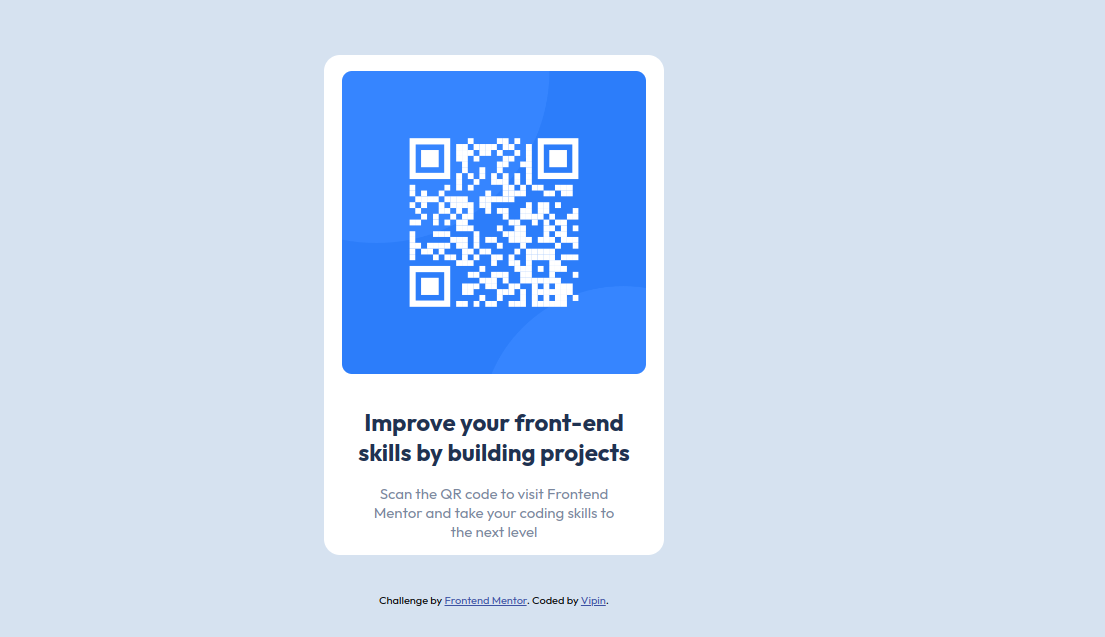 Improve your front-end
skills by building projects
Scan the QR code to visit Frontend
Mentor and take your coding skills to
the next level
Challenge by Frontend Mentor. Coded by Vipin.